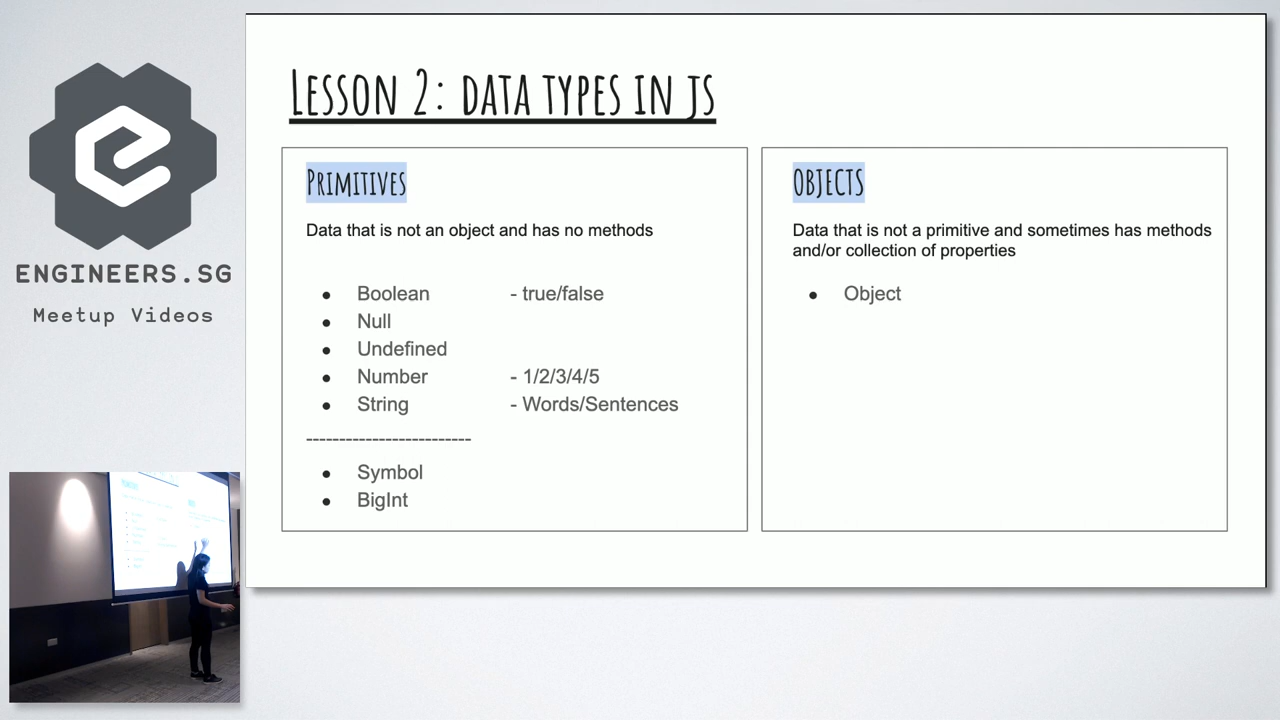 ENGINEERS.SG
Meetup Videos
LESSON 2: DATA TYPES IN JS
PRIMITIVES
Data that is not an object and has no methods
● Boolean - true/false
● Null
● Undefined
● Number - 1/2/3/4/5
● String - Words/Sentences
-------------------------
● Symbol
● BigInt
OBJECTS
Data that is not a primitive and sometimes has methods
and/or collection of properties
● Object